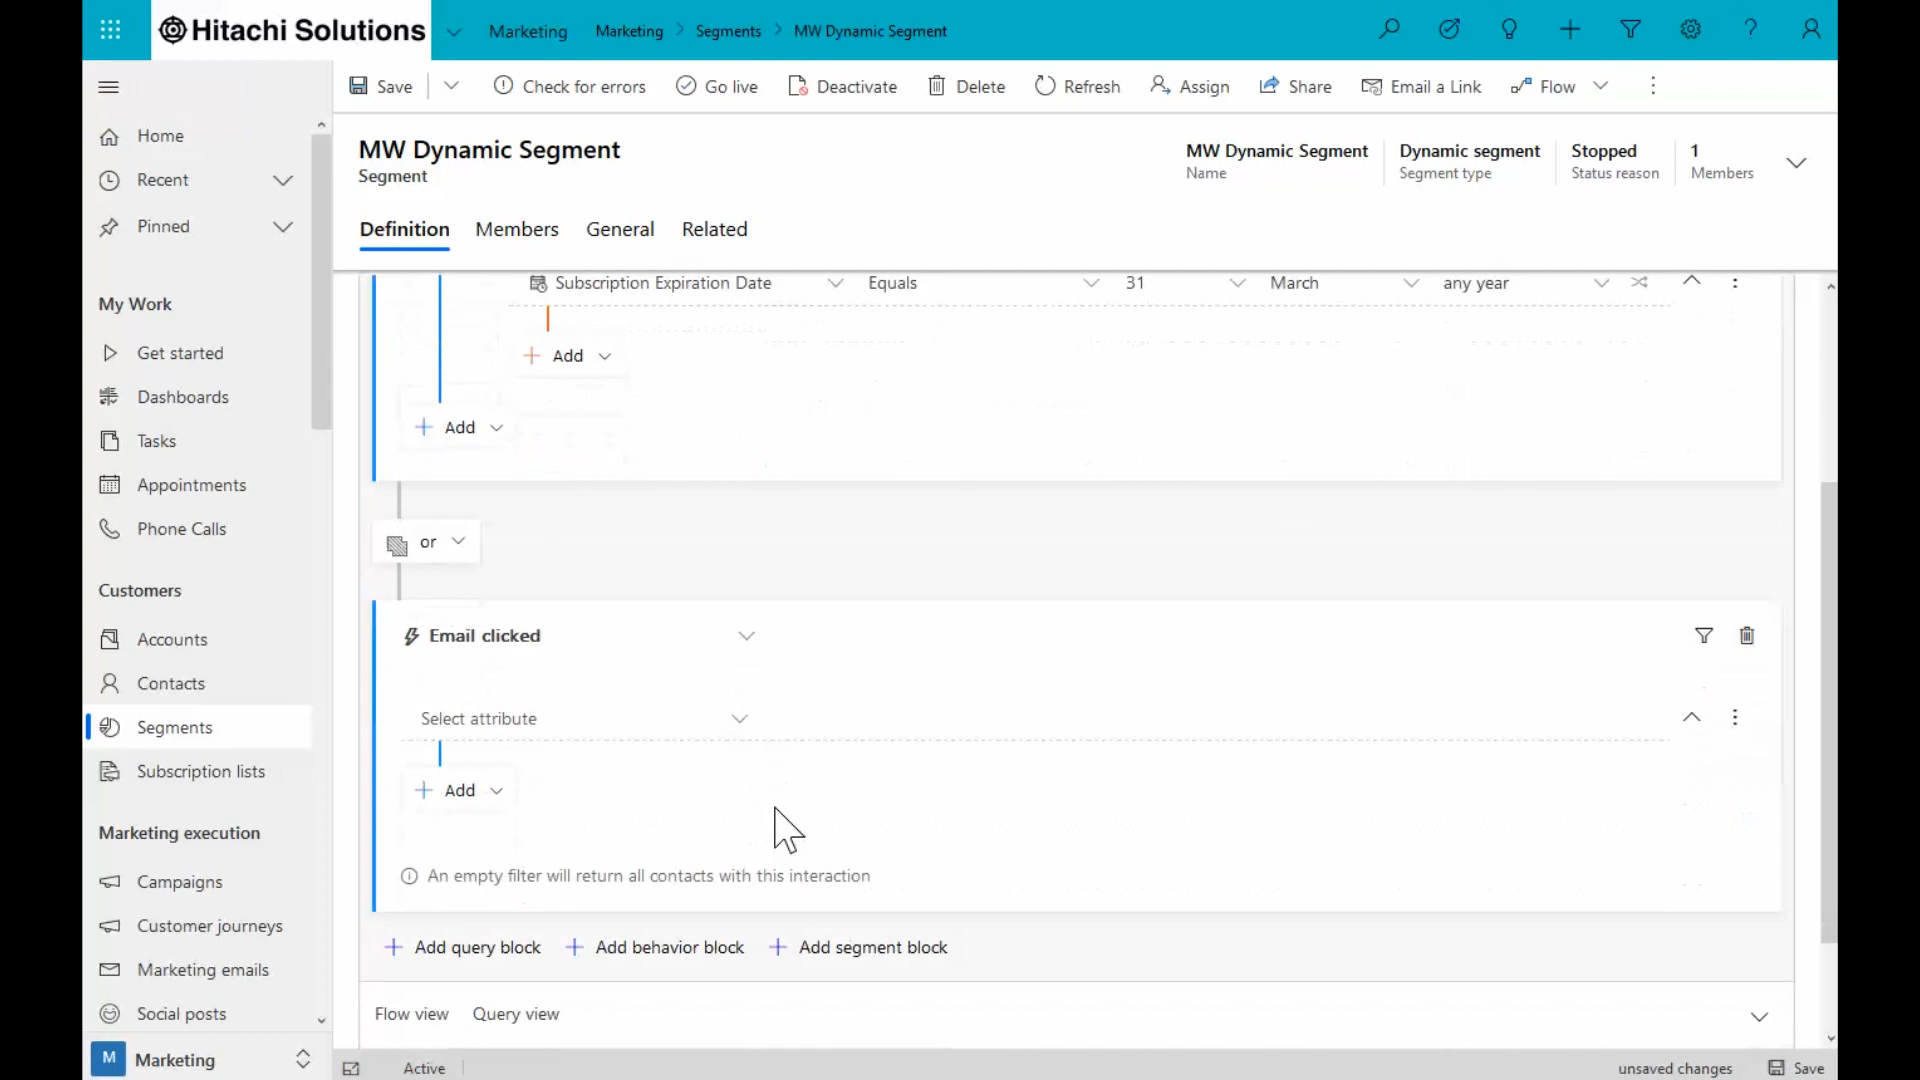 Hitachi Solutions
Marketing
Marketing > Segments > MW Dynamic Segment
Save
Check for errors
Go live
Deactivate
Delete
Refresh
Assign
Share
Email a Link
Flow
Home
Recent
Pinned
My Work
Get started
Dashboards
Tasks
Appointments
Phone Calls
Customers
Accounts
Contacts
Segments
Subscription lists
Marketing execution
Campaigns
Customer journeys
Marketing emails
Social posts
M Marketing
MW Dynamic Segment
Segment
MW Dynamic Segment
Name
Dynamic segment
Segment type
Stopped
Status reason
1
Members
Definition Members General Related
Subscription Expiration Date Equals 31 March any year
Add
Add
or
Email clicked
Select attribute
Add
An empty filter will return all contacts with this interaction
Add query block Add behavior block Add segment block
Flow view Query view
Active
unsaved changes
Save